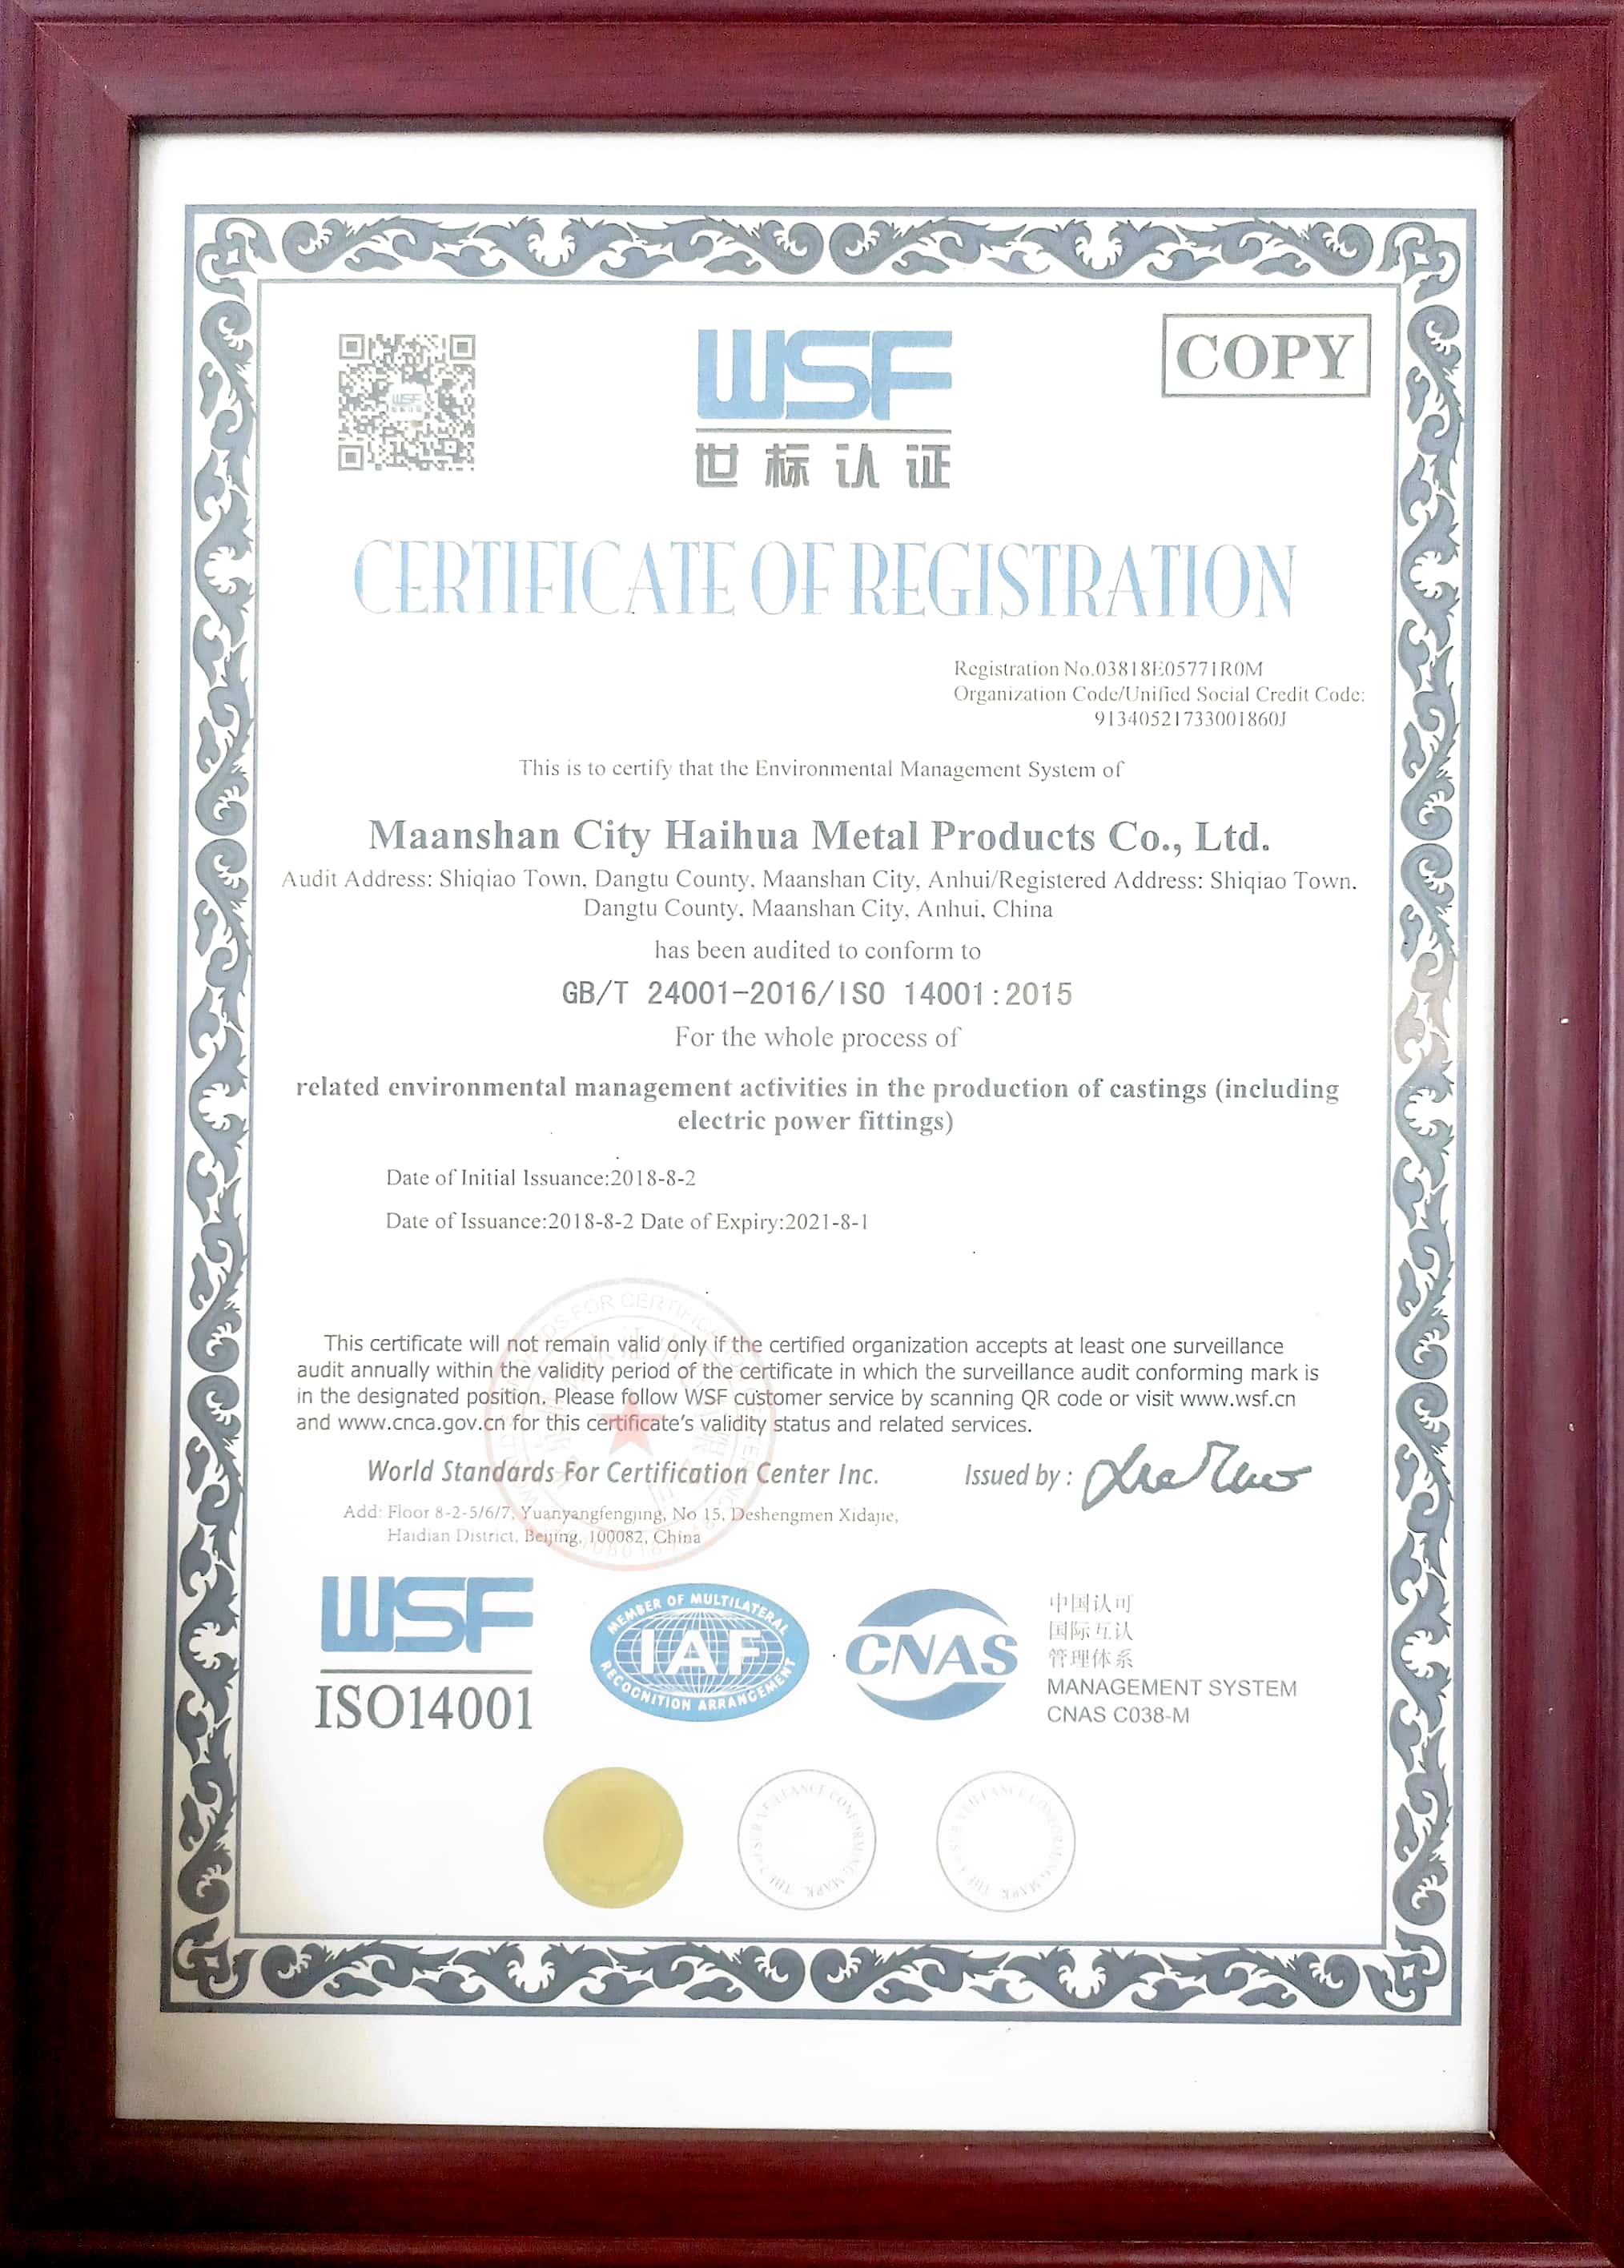 WSF
COPY
世标认证
CERTIFICATE OF REGISTRATION
Registration No.03818E05771R0M
Organization Code/Unified Social Credit Code:
91340521733001860J
This is to certify that the Environmental Management System of
Maanshan City Haihua Metal Products Co., Ltd.
Audit Address: Shiqiao Town, Dangtu County, Maanshan City, Anhui/Registered Address: Shiqiao Town,
Dangtu County, Maanshan City, Anhui, China
has been audited to conform to
GB/T 24001-2016/ISO 14001:2015
For the whole process of
related environmental management activities in the production of castings (including
electric power fittings)
Date of Initial Issuance:2018-8-2
Date of Issuance:2018-8-2 Date of Expiry:2021-8-1
This certificate will not remain valid only if the certified organization accepts at least one surveillance
audit annually within the validity period of the certificate in which the surveillance audit conforming mark is
in the designated position. Please follow WSF customer service by scanning QR code or visit www.wsf.cn
and www.cnca.gov.cn for this certificate's validity status and related services.
World Standards For Certification Center Inc.
Issued by :
Add: Floor 8-2-5/6/7, Yuanyangfengjing, No 15, Deshengmen Xidajie,
Haidian District, Beijing, 100082, China
WSF
ISO14001
MEMBER OF MULTILATERAL
IAF
RECOGNITION ARRANGEMENT
CNAS
中国认可
国际互认
管理体系
MANAGEMENT SYSTEM
CNAS C038-M